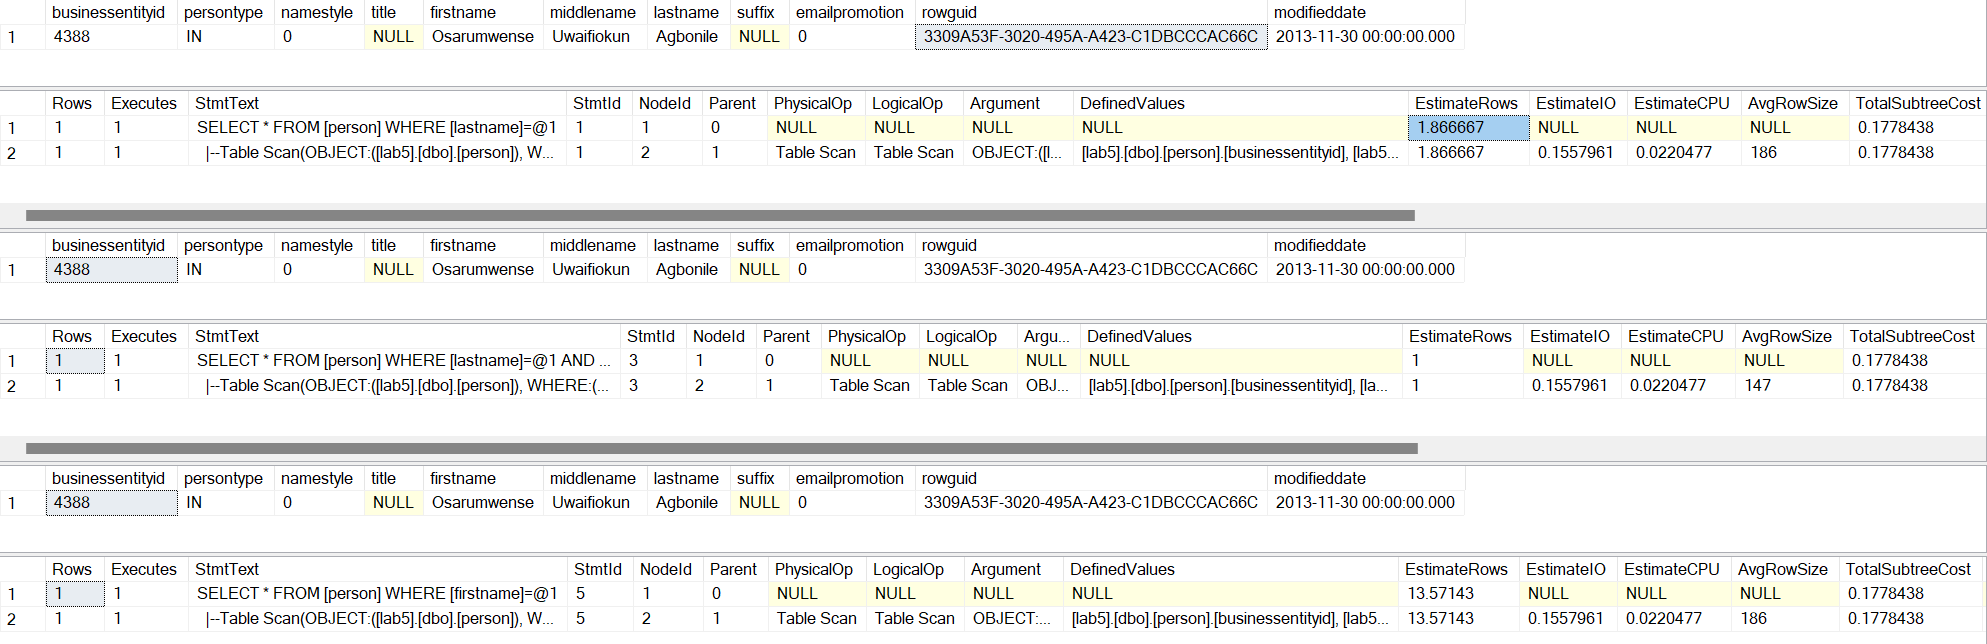 businessentityid persontype namestyle title firstname middlename lastname suffix emailpromotion rowguid modifieddate
1 4388 IN 0 NULL Osarumwense Uwaifiokun Agbonile NULL 0 3309A53F-3020-495A-A423-C1DBCCCAC66C 2013-11-30 00:00:00.000
Rows Executes StmtText StmtId NodeId Parent PhysicalOp LogicalOp Argument DefinedValues EstimateRows EstimateIO EstimateCPU AvgRowSize TotalSubtreeCost
1 1 1 SELECT * FROM [person] WHERE [lastname]=@1 1 1 0 NULL NULL NULL NULL 1.866667 NULL NULL NULL 0.1778438
2 1 1 |--Table Scan(OBJECT:([lab5].[dbo].[person]), W... 1 2 1 Table Scan Table Scan OBJECT:([l... [lab5].[dbo].[person].[businessentityid], [lab5... 1.866667 0.1557961 0.0220477 186 0.1778438
businessentityid persontype namestyle title firstname middlename lastname suffix emailpromotion rowguid modifieddate
1 4388 IN 0 NULL Osarumwense Uwaifiokun Agbonile NULL 0 3309A53F-3020-495A-A423-C1DBCCCAC66C 2013-11-30 00:00:00.000
Rows Executes StmtText StmtId NodeId Parent PhysicalOp LogicalOp Argu... DefinedValues EstimateRows EstimateIO EstimateCPU AvgRowSize TotalSubtreeCost
1 1 1 SELECT * FROM [person] WHERE [lastname]=@1 AND ... 3 1 0 NULL NULL NULL NULL 1 NULL NULL NULL 0.1778438
2 1 1 |--Table Scan(OBJECT:([lab5].[dbo].[person]), WHERE:(... 3 2 1 Table Scan Table Scan OBJ... [lab5].[dbo].[person].[businessentityid], [la... 1 0.1557961 0.0220477 147 0.1778438
businessentityid persontype namestyle title firstname middlename lastname suffix emailpromotion rowguid modifieddate
1 4388 IN 0 NULL Osarumwense Uwaifiokun Agbonile NULL 0 3309A53F-3020-495A-A423-C1DBCCCAC66C 2013-11-30 00:00:00.000
Rows Executes StmtText StmtId NodeId Parent PhysicalOp LogicalOp Argument DefinedValues EstimateRows EstimateIO EstimateCPU AvgRowSize TotalSubtreeCost
1 1 1 SELECT * FROM [person] WHERE [firstname]=@1 5 1 0 NULL NULL NULL NULL 13.57143 NULL NULL NULL 0.1778438
2 1 1 |--Table Scan(OBJECT:([lab5].[dbo].[person]), W... 5 2 1 Table Scan Table Scan OBJECT:... [lab5].[dbo].[person].[businessentityid], [lab5... 13.57143 0.1557961 0.0220477 186 0.1778438